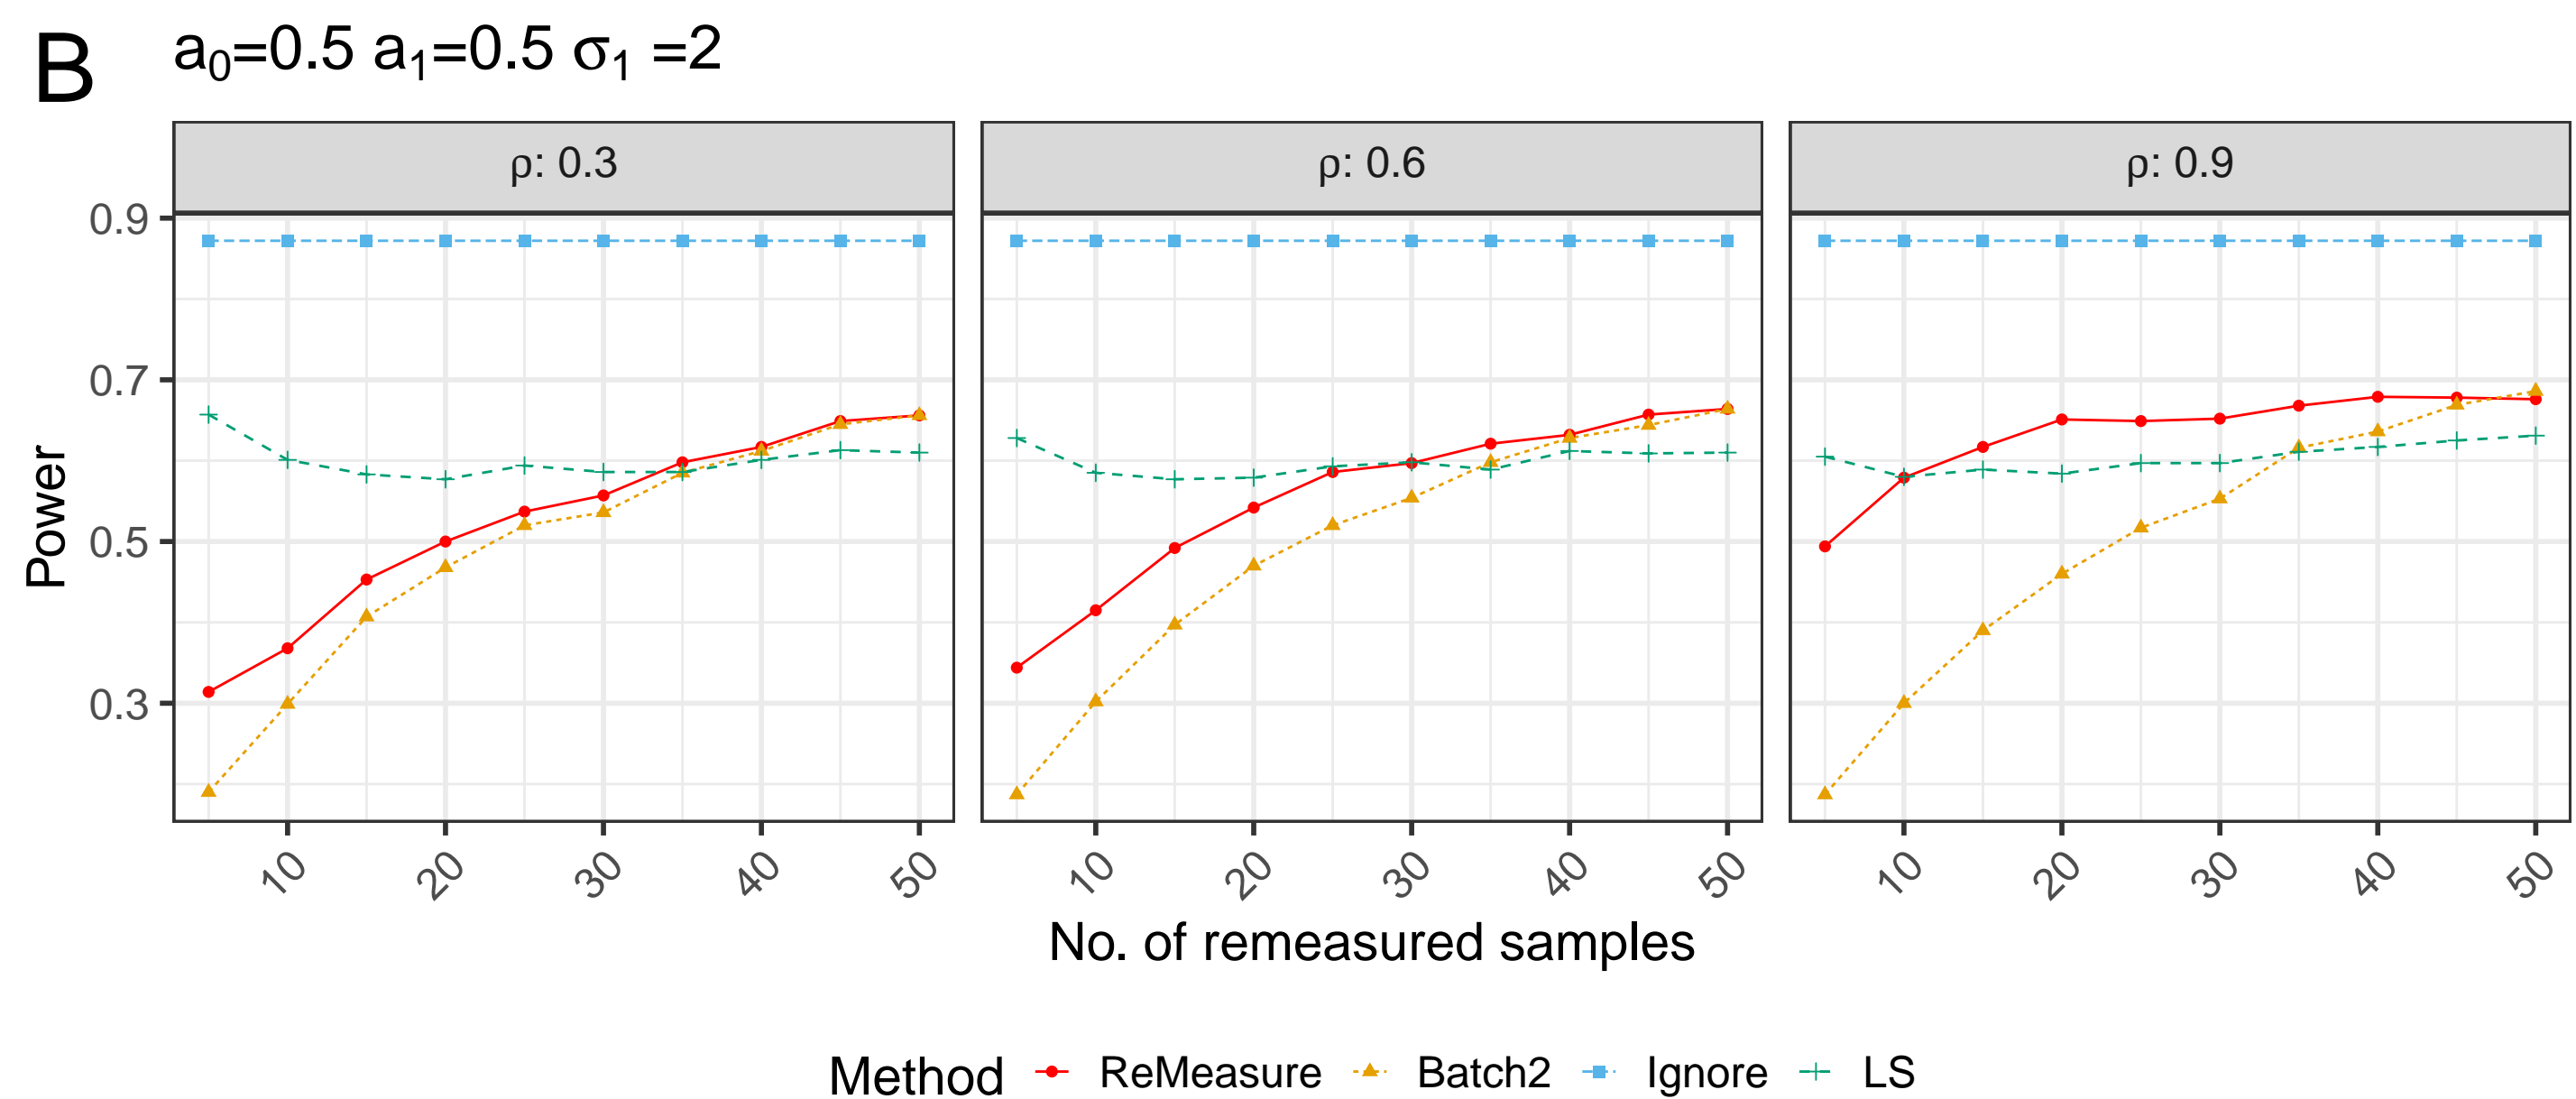 B
a₀=0.5 a₁=0.5 σ₁ =2
ρ: 0.3 ρ: 0.6 ρ: 0.9
Power
0.9
0.7
0.5
0.3
10 20 30 40 50 10 20 30 40 50 10 20 30 40 50
No. of remeasured samples
Method ReMeasure Batch2 Ignore LS